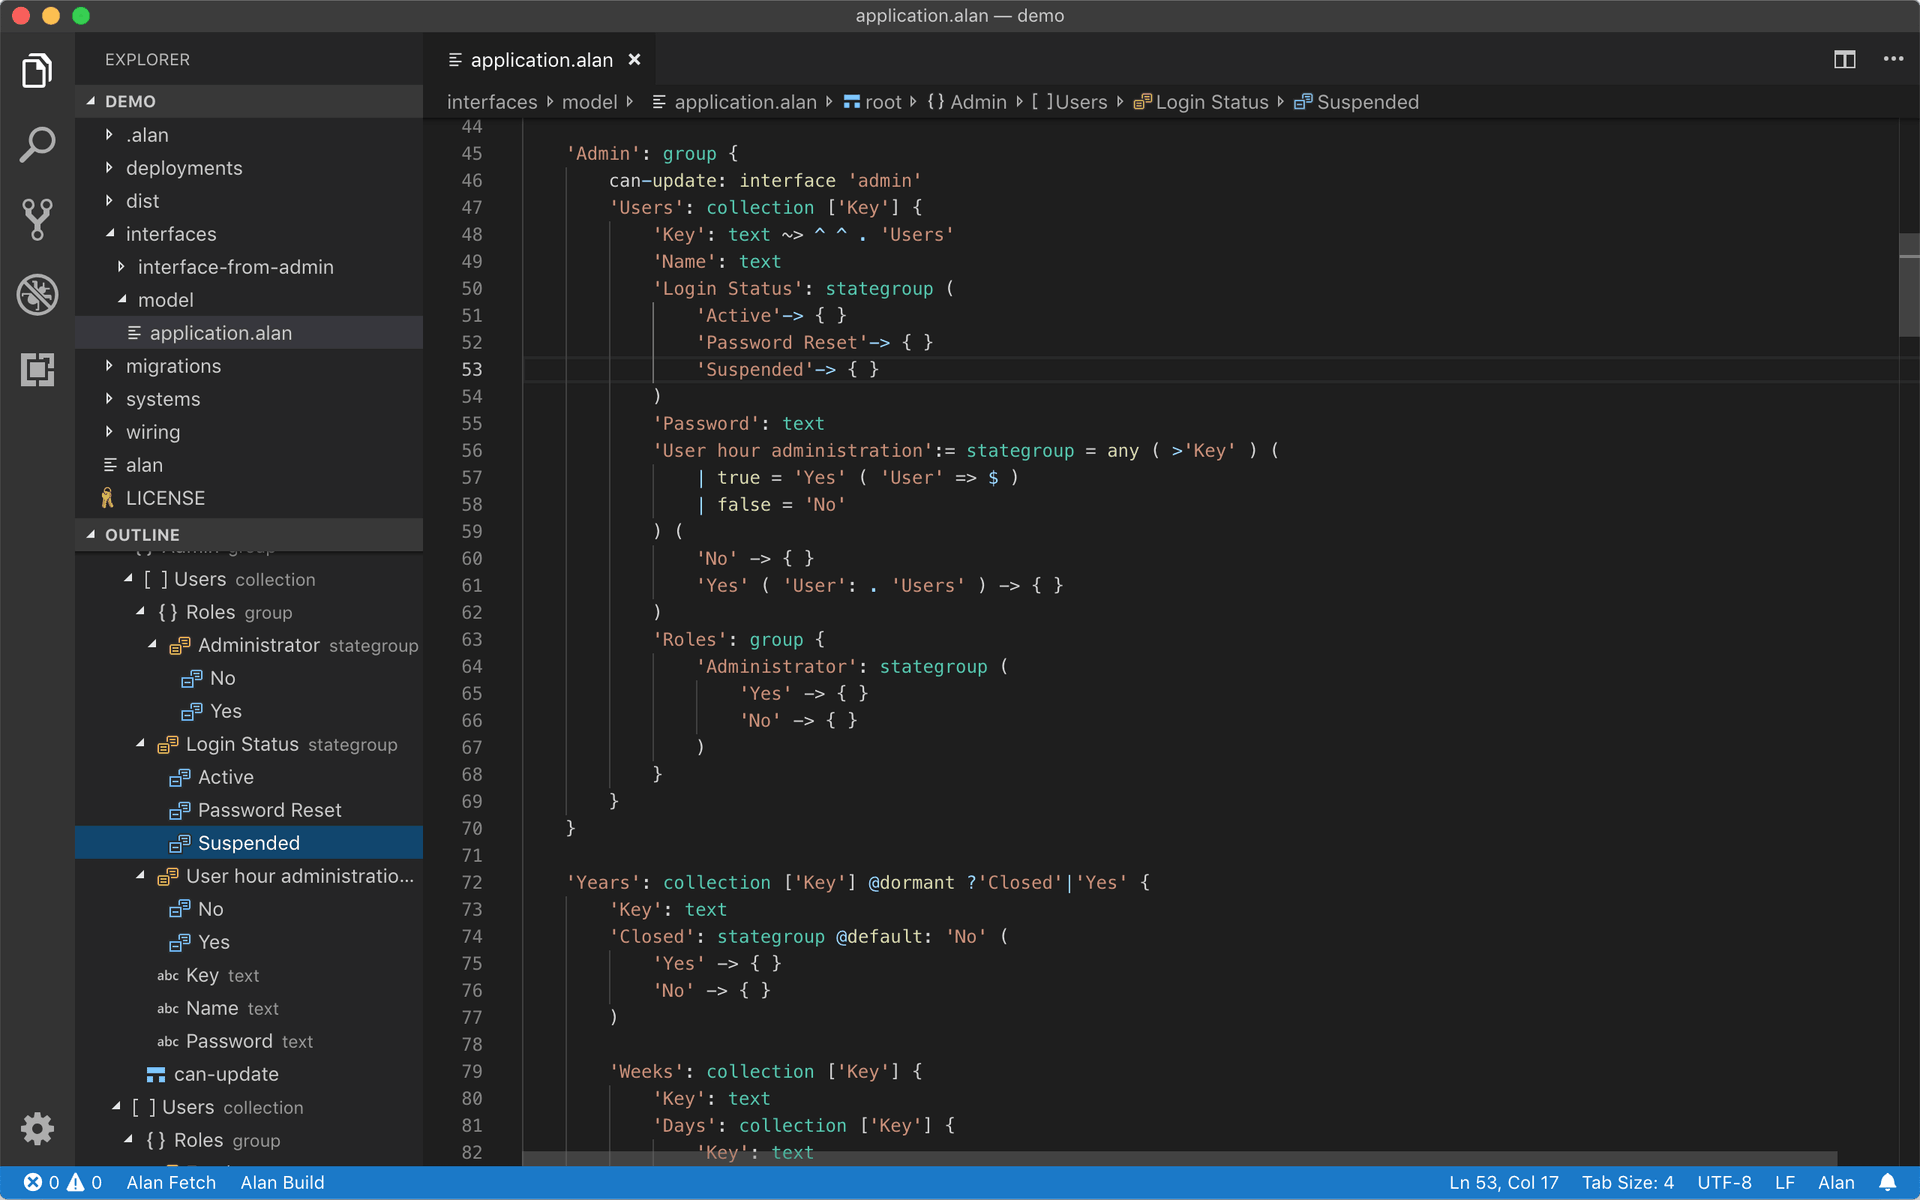 application.alan — demo
EXPLORER
DEMO
.alan
deployments
dist
interfaces
interface-from-admin
model
application.alan
migrations
systems
wiring
alan
LICENSE
OUTLINE
Admin group
[ ] Users collection
{} Roles group
Administrator stategroup
No
Yes
Login Status stategroup
Active
Password Reset
Suspended
User hour administratio...
No
Yes
abc Key text
abc Name text
abc Password text
can-update
[ ] Users collection
{} Roles group
application.alan ×
interfaces model application.alan root {} Admin [ ] Users Login Status Suspended
44
45 'Admin': group {
46 can-update: interface 'admin'
47 'Users': collection ['Key'] {
48 'Key': text ~> ^ ^ . 'Users'
49 'Name': text
50 'Login Status': stategroup (
51 'Active'-> { }
52 'Password Reset'-> { }
53 'Suspended'-> { }
54 )
55 'Password': text
56 'User hour administration':= stategroup = any ( >'Key' ) (
57 | true = 'Yes' ( 'User' => $ )
58 | false = 'No'
59 ) (
60 'No' -> { }
61 'Yes' ( 'User': . 'Users' ) -> { }
62 )
63 'Roles': group {
64 'Administrator': stategroup (
65 'Yes' -> { }
66 'No' -> { }
67 )
68 }
69 }
70 }
71
72 'Years': collection ['Key'] @dormant ?'Closed'|'Yes' {
73 'Key': text
74 'Closed': stategroup @default: 'No' (
75 'Yes' -> { }
76 'No' -> { }
77 )
78
79 'Weeks': collection ['Key'] {
80 'Key': text
81 'Days': collection ['Key'] {
82 'Key': text
0 0 Alan Fetch Alan Build Ln 53, Col 17 Tab Size: 4 UTF-8 LF Alan